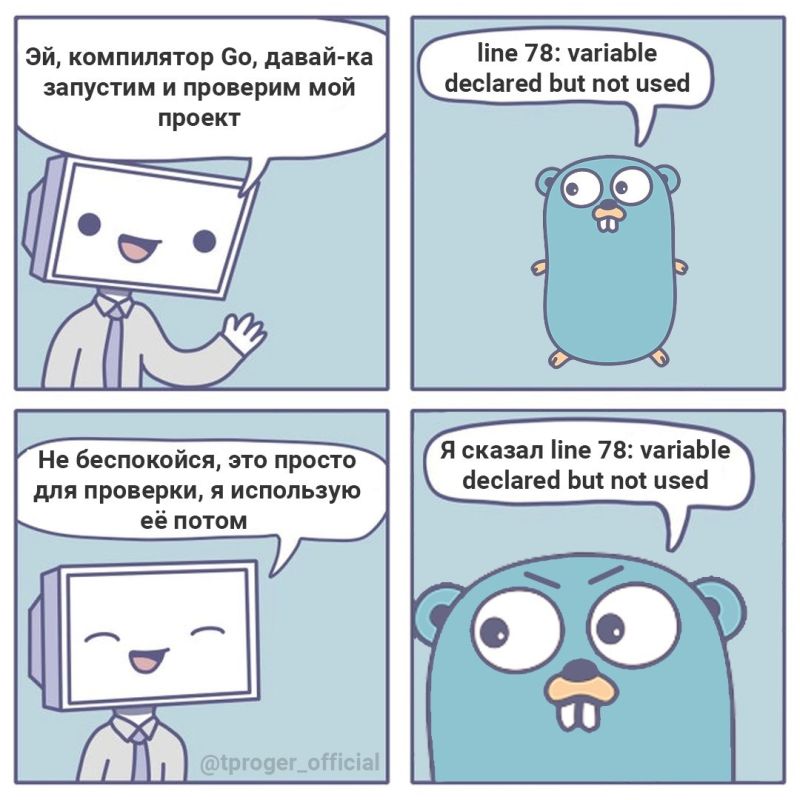 Эй, компилятор Go, давай-ка
запустим и проверим мой
проект
line 78: variable
declared but not used
Не беспокойся, это просто
для проверки, я использую
её потом
Я сказал line 78: variable
declared but not used
@tproger_official